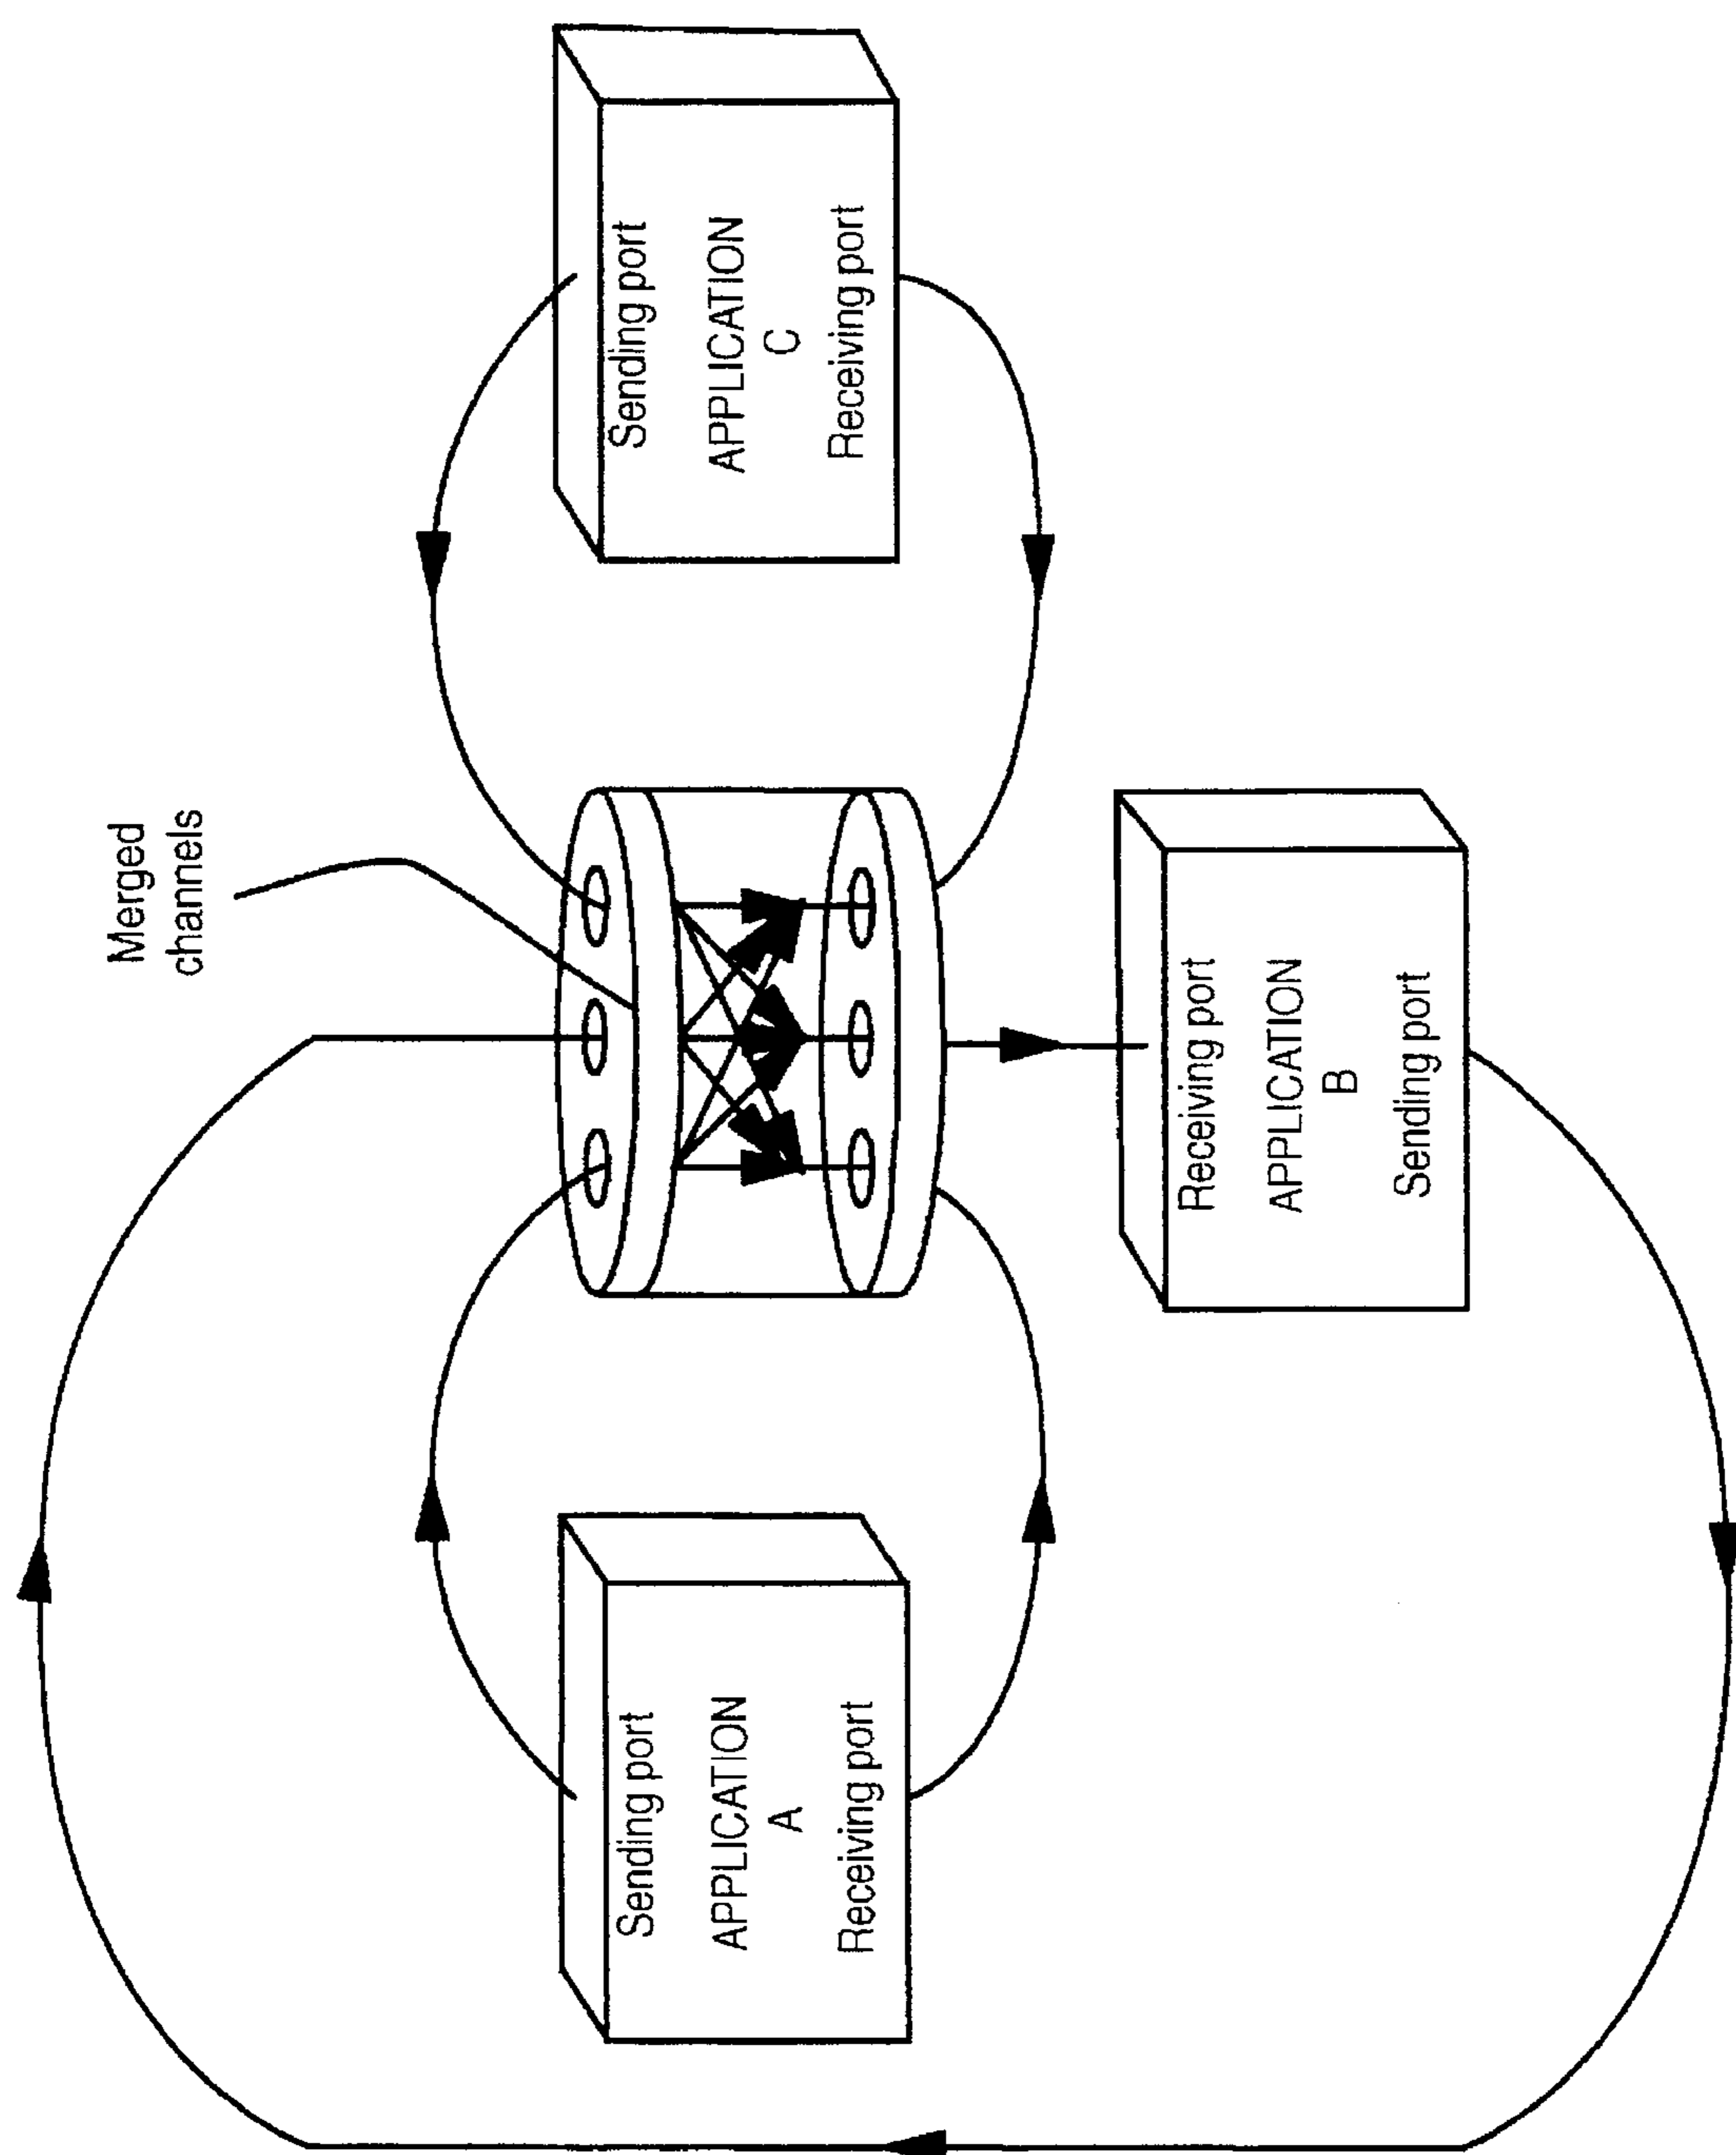 Merged
channels
Sending port
APPLICATION
A
Receiving port
Receiving port
APPLICATION
B
Sending port
Sending port
APPLICATION
C
Receiving port